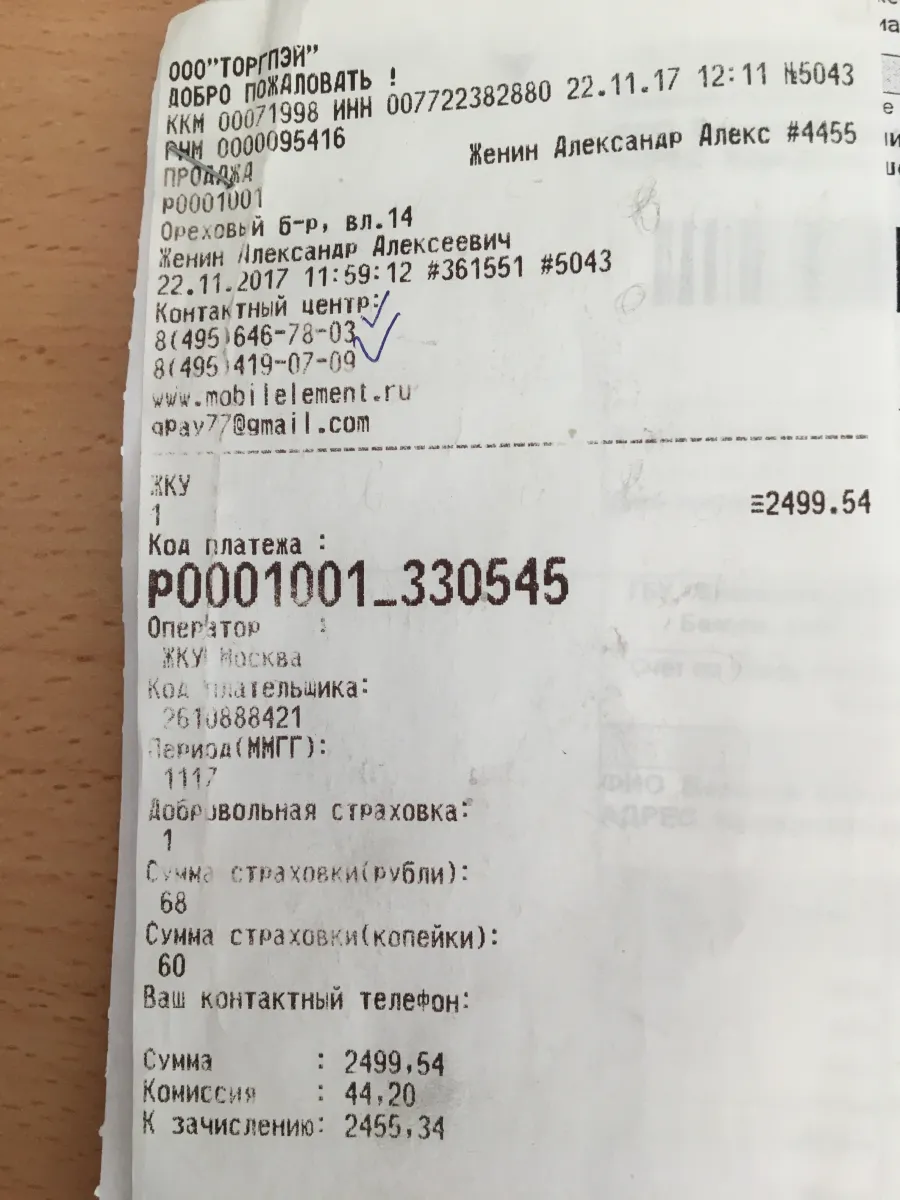 ООО"ТОРГПЭЙ"
ДОБРО ПОЖАЛОВАТЬ !
ККМ 00071998 ИНН 007722382880 22.11.17 12:11 №5043
РНМ 0000095416
Женин Александр Алекс #4455
ПРОДАЖА
p0001001
Ореховый б-р, вл.14
Женин Александр Алексеевич
22.11.2017 11:59:12 #361551 #5043
Контактный центр:
8(495)646-78-03
8(495)419-07-09
www.mobilelement.ru
qpay77@gmail.com
ЖКУ
1
≡2499.54
Код платежа :
p0001001_330545
Оператор :
ЖКУ Москва
Код плательщика:
2610888421
Период(ММГГ):
1117
Добровольная страховка:
1
Сумма страховки(рубли):
68
Сумма страховки(копейки):
60
Ваш контактный телефон:
Сумма : 2499,54
Комиссия : 44,20
К зачислению: 2455,34